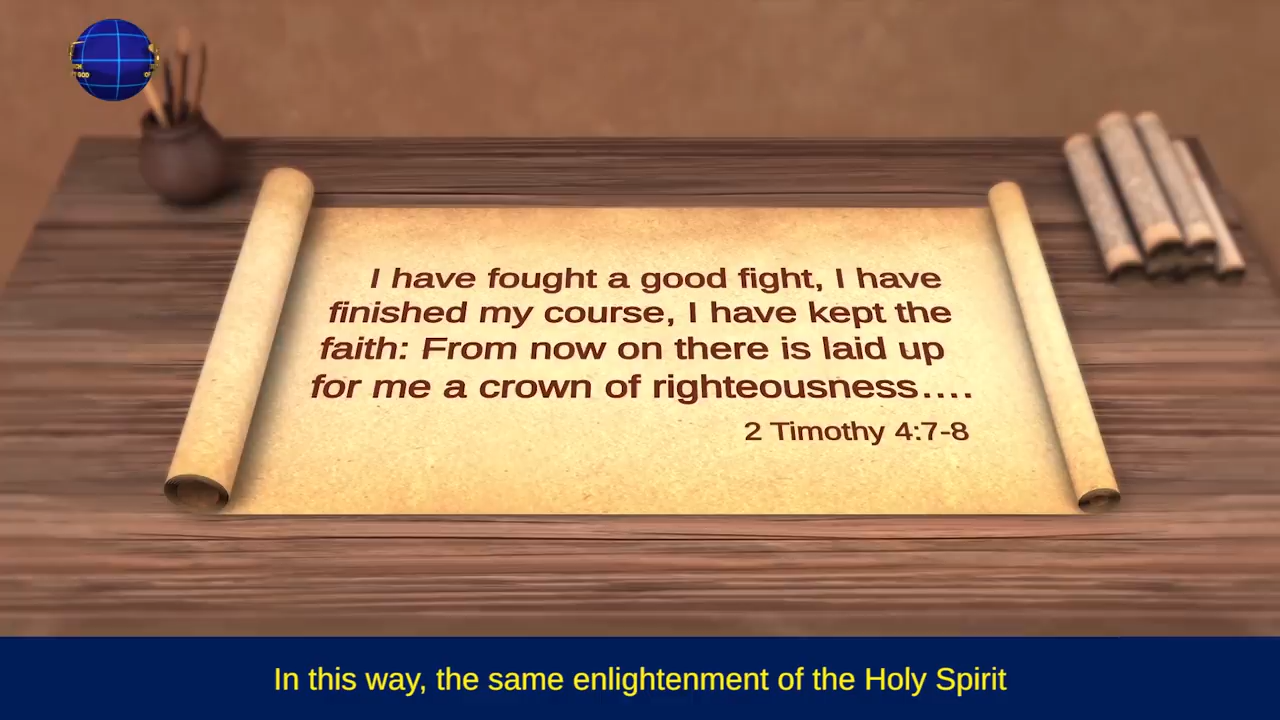 I have fought a good fight, I have
finished my course, I have kept the
faith: From now on there is laid up
for me a crown of righteousness....
2 Timothy 4:7-8
In this way, the same enlightenment of the Holy Spirit